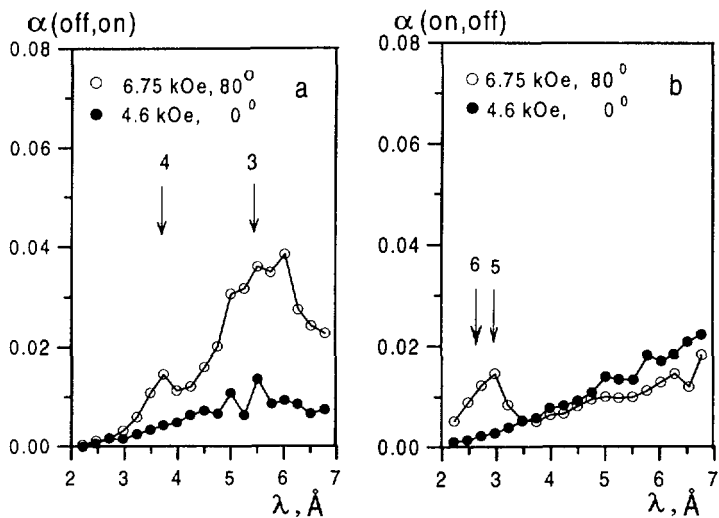 α(off,on)
0.08
0.06
0.04
0.02
0.00
6.75 kOe, 80⁰
4.6 kOe, 0⁰
a
4
3
2 3 4 5 6 7
λ, Å
α(on,off)
0.08
0.06
0.04
0.02
0.00
6.75 kOe, 80⁰
4.6 kOe, 0⁰
b
6 5
2 3 4 5 6 7
λ, Å